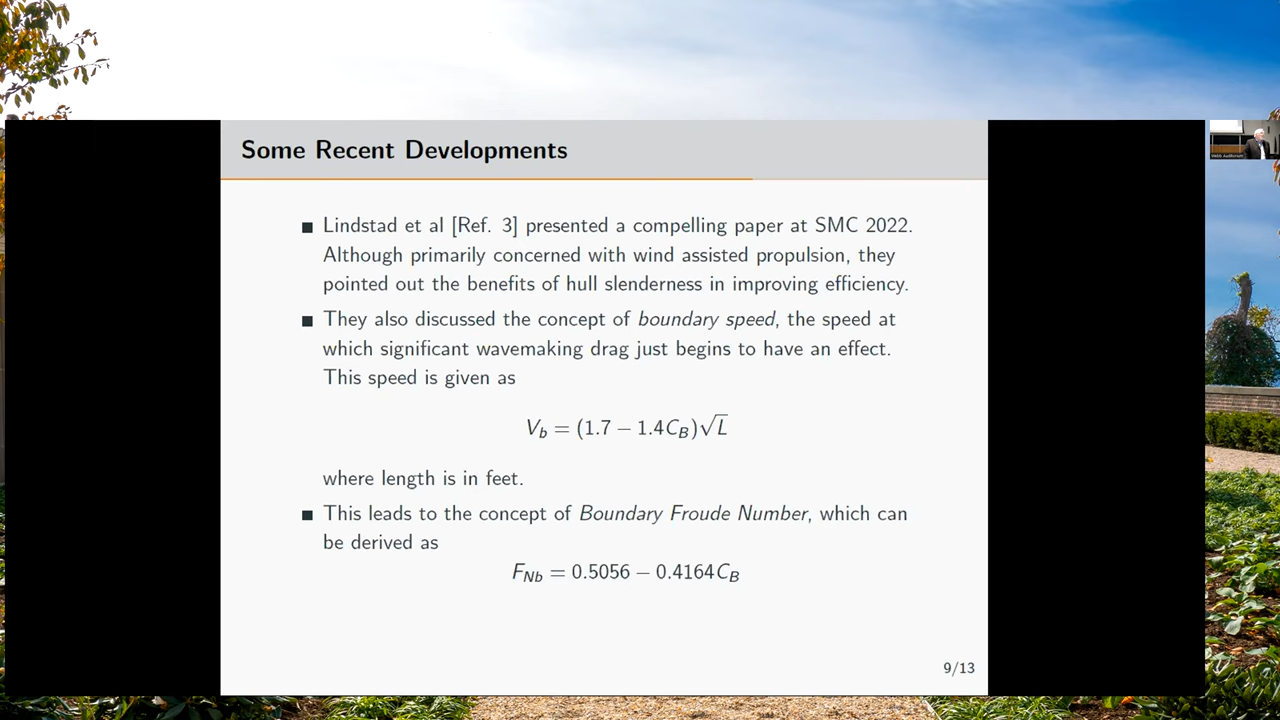 Some Recent Developments
■ Lindstad et al [Ref. 3] presented a compelling paper at SMC 2022.
Although primarily concerned with wind assisted propulsion, they
pointed out the benefits of hull slenderness in improving efficiency.
■ They also discussed the concept of boundary speed, the speed at
which significant wavemaking drag just begins to have an effect.
This speed is given as
V_b = (1.7 − 1.4C_B)√L
where length is in feet.
■ This leads to the concept of Boundary Froude Number, which can
be derived as
F_Nb = 0.5056 − 0.4164C_B
9/13
Webb Auditorium